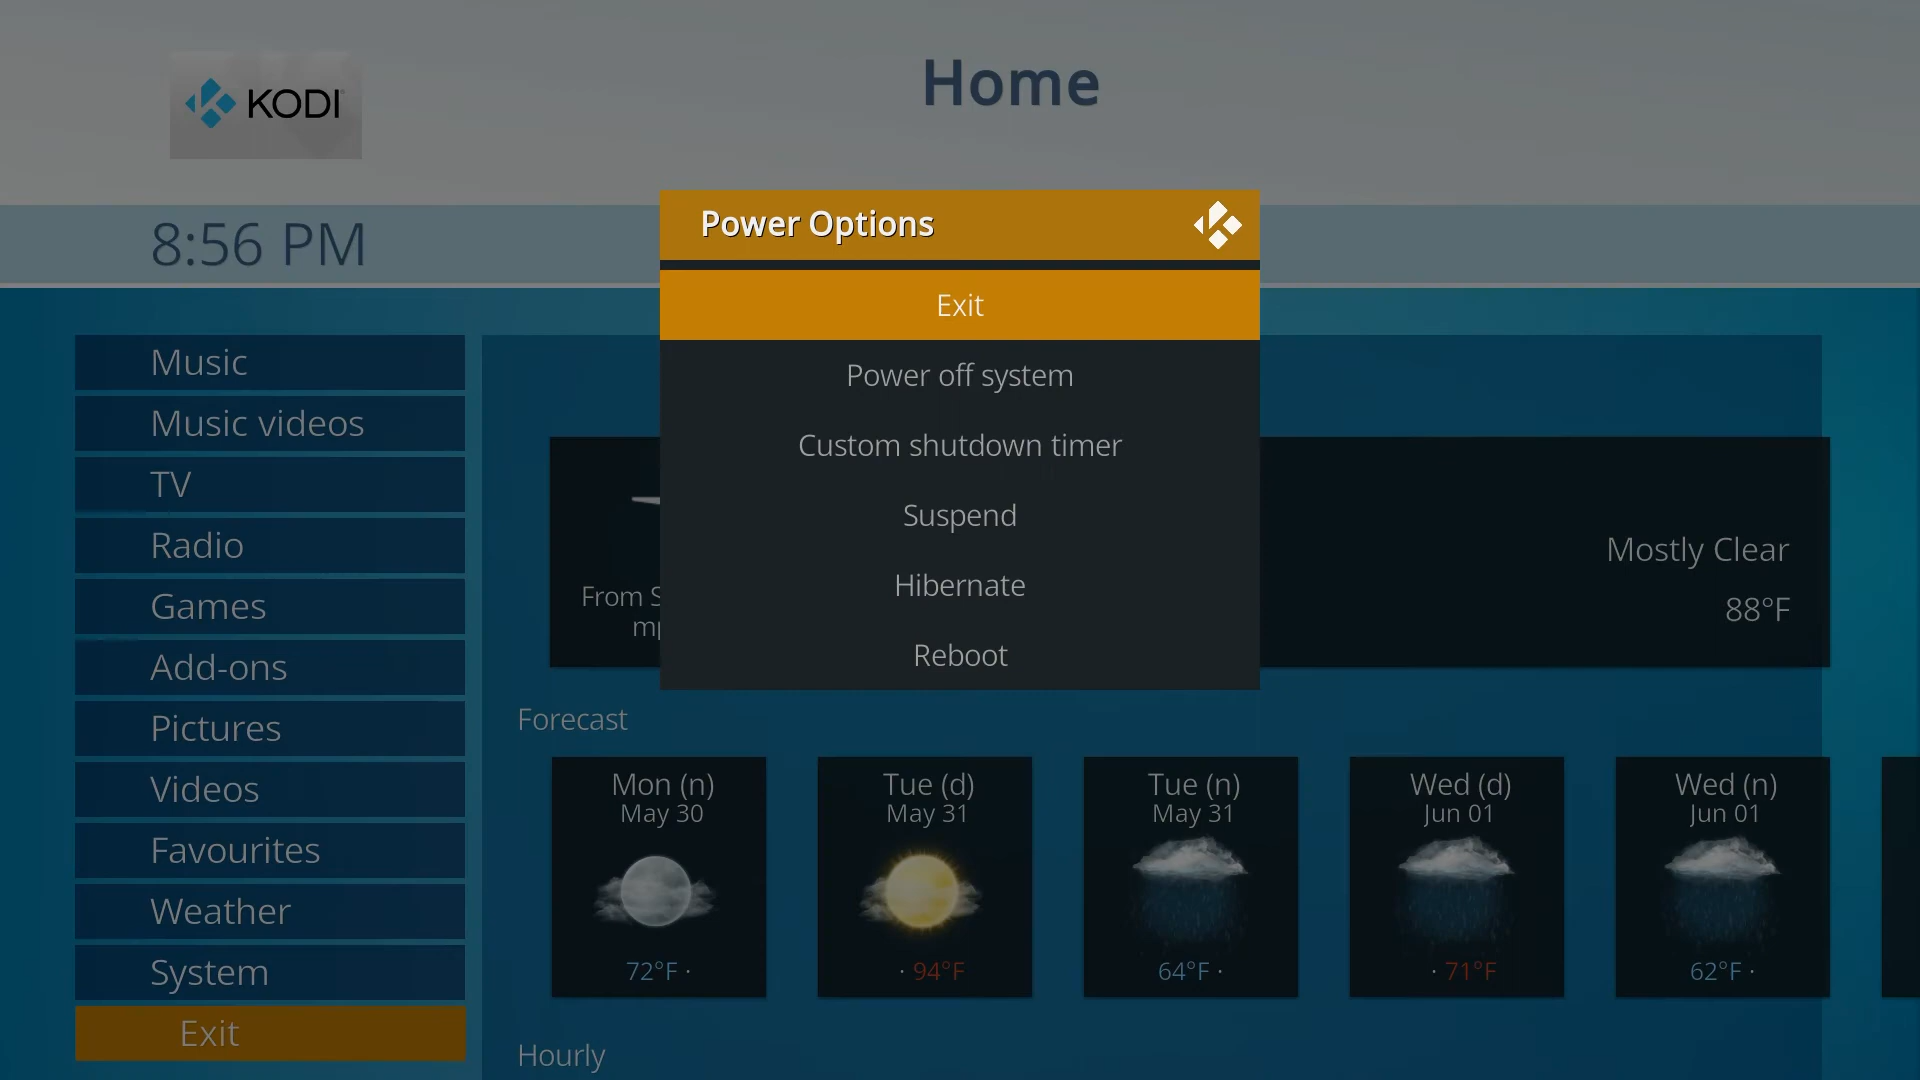 KODI
Home
8:56 PM
Power Options
Exit
Power off system
Custom shutdown timer
Suspend
Hibernate
Reboot
Music
Music videos
TV
Radio
Games
Add-ons
Pictures
Videos
Favourites
Weather
System
Exit
From
Mostly Clear
88°F
Forecast
Mon (n)
May 30
72°F ·
Tue (d)
May 31
· 94°F
Tue (n)
May 31
64°F ·
Wed (d)
Jun 01
· 71°F
Wed (n)
Jun 01
62°F ·
Hourly